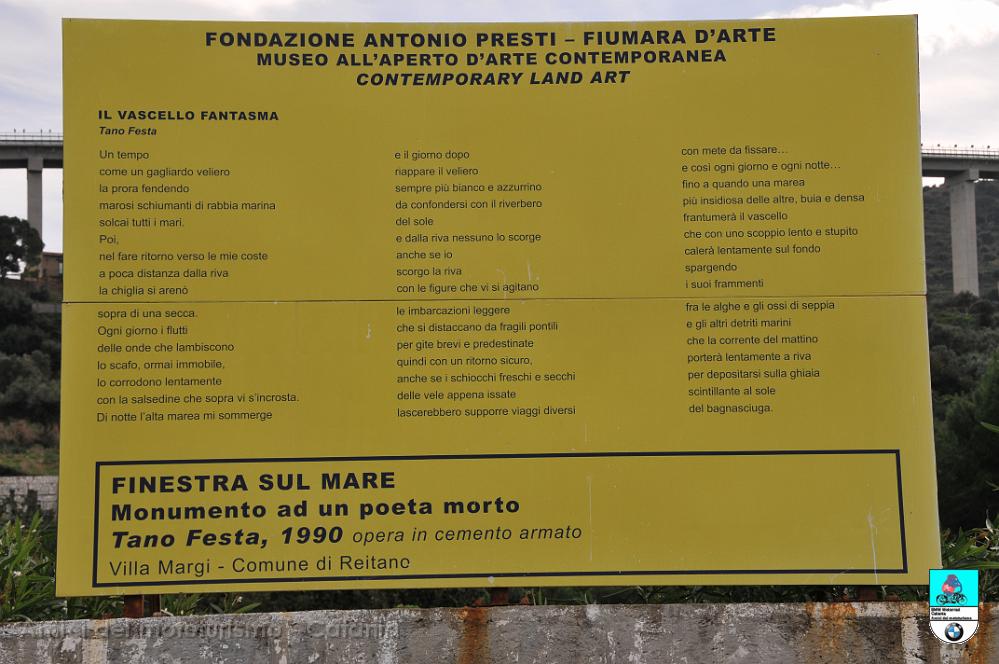 FONDAZIONE ANTONIO PRESTI – FIUMARA D'ARTE
MUSEO ALL'APERTO D'ARTE CONTEMPORANEA
CONTEMPORARY LAND ART
IL VASCELLO FANTASMA
Tano Festa
Un tempo
come un gagliardo veliero
la prora fendendo
marosi schiumanti di rabbia marina
solcai tutti i mari.
Poi,
nel fare ritorno verso le mie coste
a poca distanza dalla riva
la chiglia si arenò
sopra di una secca.
Ogni giorno i flutti
delle onde che lambiscono
lo scafo, ormai immobile,
lo corrodono lentamente
con la salsedine che sopra vi s'incrosta.
Di notte l'alta marea mi sommerge
e il giorno dopo
riappare il veliero
sempre più bianco e azzurrino
da confondersi con il riverbero
del sole
e dalla riva nessuno lo scorge
anche se io
scorgo la riva
con le figure che vi si agitano
le imbarcazioni leggere
che si distaccano da fragili pontili
per gite brevi e predestinate
quindi con un ritorno sicuro,
anche se i schiocchi freschi e secchi
delle vele appena issate
lascerebbero supporre viaggi diversi
con mete da fissare...
e così ogni giorno e ogni notte...
fino a quando una marea
più insidiosa delle altre, buia e densa
frantumerà il vascello
che con uno scoppio lento e stupito
calerà lentamente sul fondo
spargendo
i suoi frammenti
fra le alghe e gli ossi di seppia
e gli altri detriti marini
che la corrente del mattino
porterà lentamente a riva
per depositarsi sulla ghiaia
scintillante al sole
del bagnasciuga.
FINESTRA SUL MARE
Monumento ad un poeta morto
Tano Festa, 1990 opera in cemento armato
Villa Margi - Comune di Reitano
Amici del mototurismo - Catania
BMW Motorrad
Catania
Amici del mototurismo
BMW